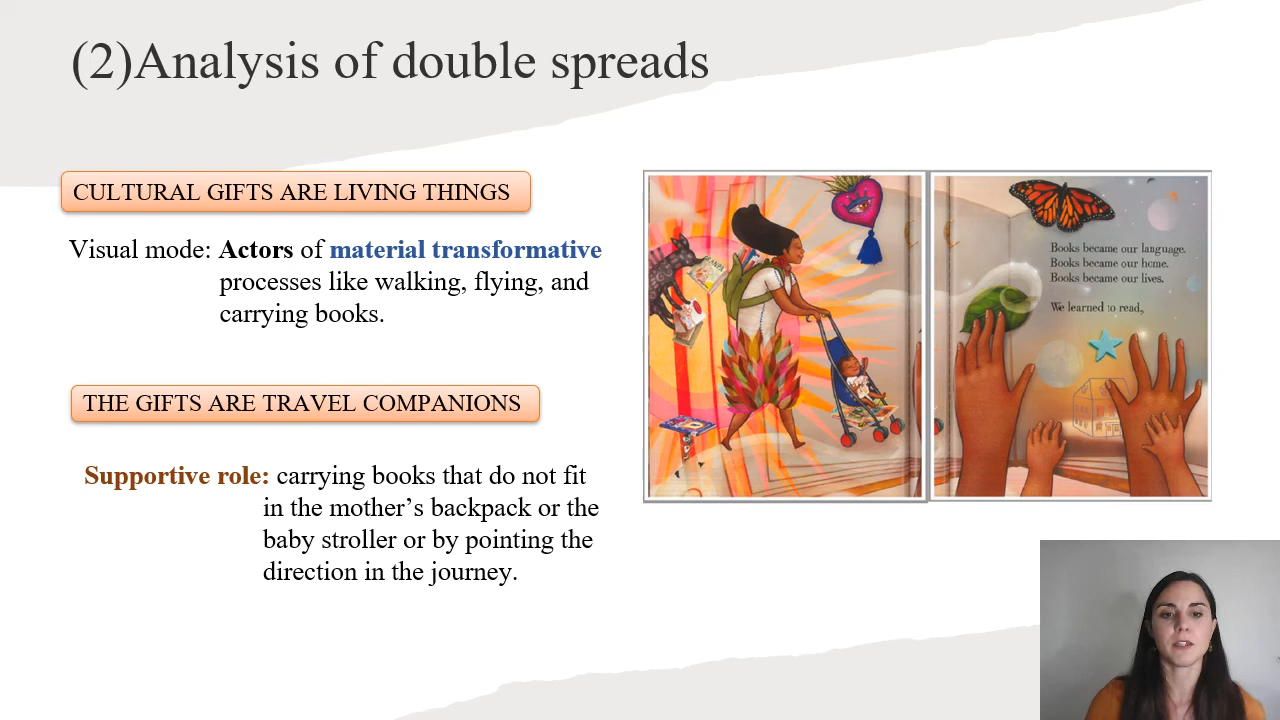 (2)Analysis of double spreads
CULTURAL GIFTS ARE LIVING THINGS
Visual mode: Actors of material transformative
processes like walking, flying, and
carrying books.
THE GIFTS ARE TRAVEL COMPANIONS
Supportive role: carrying books that do not fit
in the mother’s backpack or the
baby stroller or by pointing the
direction in the journey.
Books became our language.
Books became our home.
Books became our lives.
We learned to read,